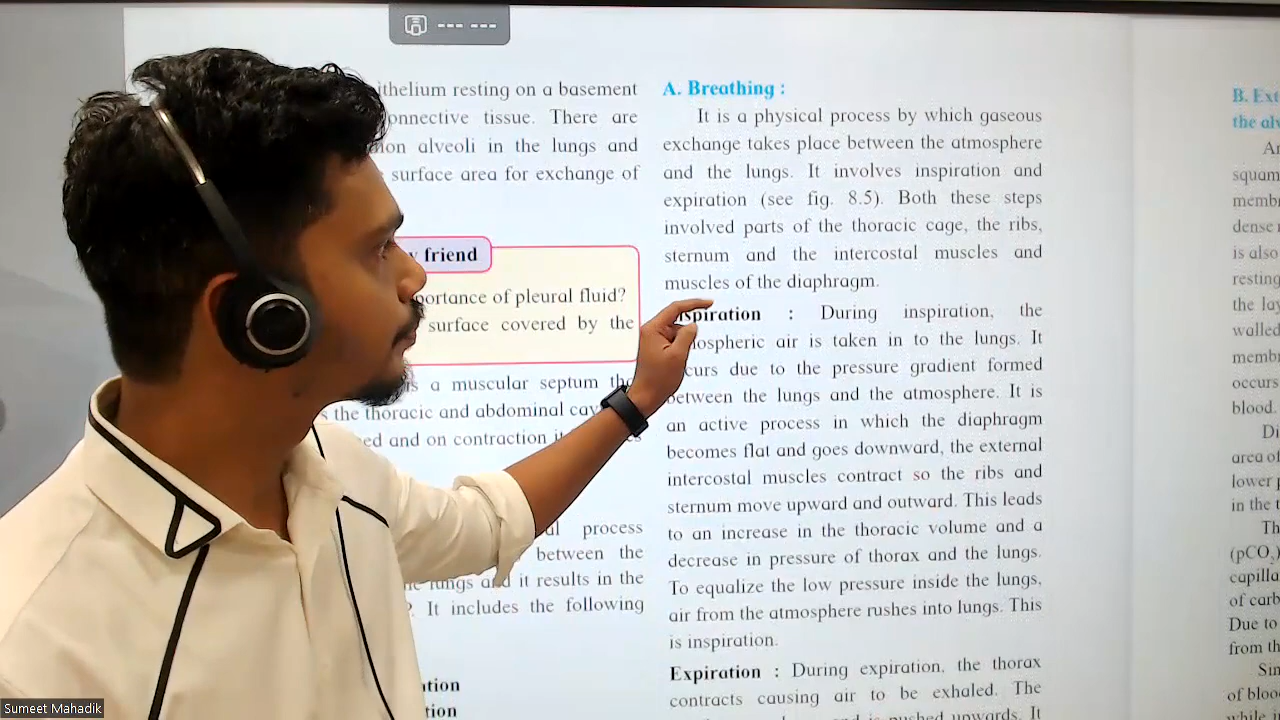 ithelium resting on a basement
onnective tissue. There are
alveoli in the lungs and
surface area for exchange of
friend
portance of pleural fluid?
surface covered by the
is a muscular septum
the thoracic and abdominal
and on contraction
process
between the
lungs and it results in the
It includes the following
A. Breathing :
It is a physical process by which gaseous
exchange takes place between the atmosphere
and the lungs. It involves inspiration and
expiration (see fig. 8.5). Both these steps
involved parts of the thoracic cage, the ribs,
sternum and the intercostal muscles and
muscles of the diaphragm.
spiration : During inspiration, the
ospheric air is taken in to the lungs. It
curs due to the pressure gradient formed
between the lungs and the atmosphere. It is
an active process in which the diaphragm
becomes flat and goes downward, the external
intercostal muscles contract so the ribs and
sternum move upward and outward. This leads
to an increase in the thoracic volume and a
decrease in pressure of thorax and the lungs.
To equalize the low pressure inside the lungs,
air from the atmosphere rushes into lungs. This
is inspiration.
Expiration : During expiration, the thorax
contracts causing air to be exhaled. The
is pushed upwards. It
B. Ext
the alv
squam
membr
dense
is also
resting
the la
walled
membr
occurs
blood.
Di
area of
lower
in the
Th
(pCO₂)
capilla
of carb
Due to
from th
Sin
of bloo
while i
Sumeet Mahadik